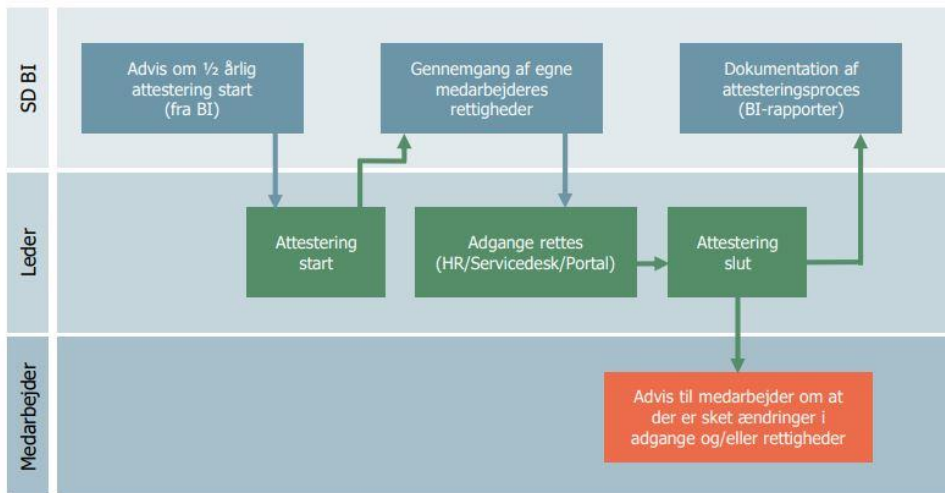 SD BI
Advis om ½ årlig
attestering start
(fra BI)
Gennemgang af egne
medarbejderes
rettigheder
Dokumentation af
attesteringsproces
(BI-rapporter)
Leder
Attestering
start
Adgange rettes
(HR/Servicedesk/Portal)
Attestering
slut
Medarbejder
Advis til medarbejder om at
der er sket ændringer i
adgange og/eller rettigheder